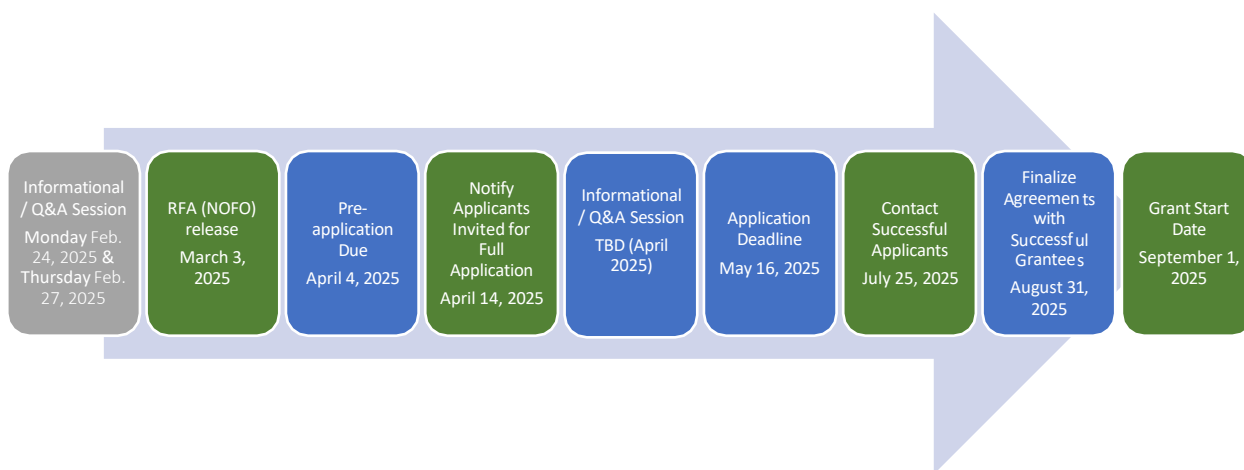 Informational
/ Q&A Session
Monday Feb.
24, 2025 &
Thursday Feb.
27, 2025
RFA (NOFO)
release
March 3,
2025
Pre-
application
Due
April 4, 2025
Notify
Applicants
Invited for
Full
Application
April 14, 2025
Informational
/ Q&A Session
TBD (April
2025)
Application
Deadline
May 16, 2025
Contact
Successful
Applicants
July 25, 2025
Finalize
Agreements
with
Successful
Grantees
August 31,
2025
Grant Start
Date
September 1,
2025